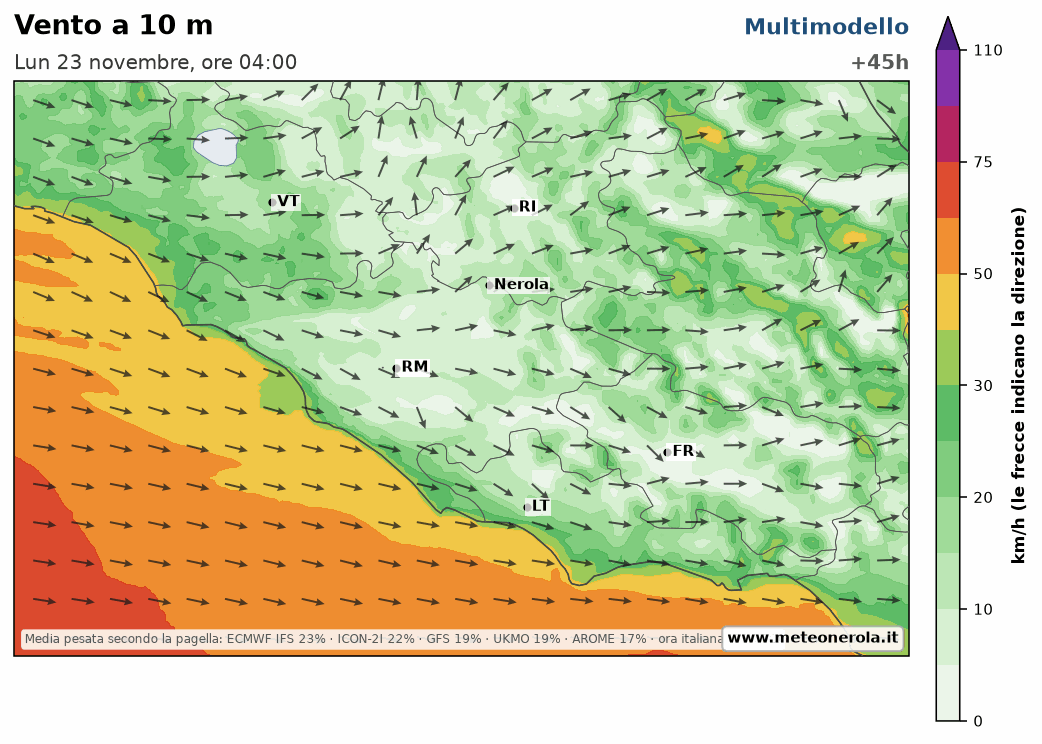 Vento a 10 m
Multimodello
Lun 23 novembre, ore 04:00
+45h
VT
RI
Nerola
RM
FR
LT
Media pesata secondo la pagella: ECMWF IFS 23% · ICON-2I 22% · GFS 19% · UKMO 19% · AROME 17% · ora italiana
www.meteonerola.it
110
75
50
30
20
10
0
km/h (le frecce indicano la direzione)